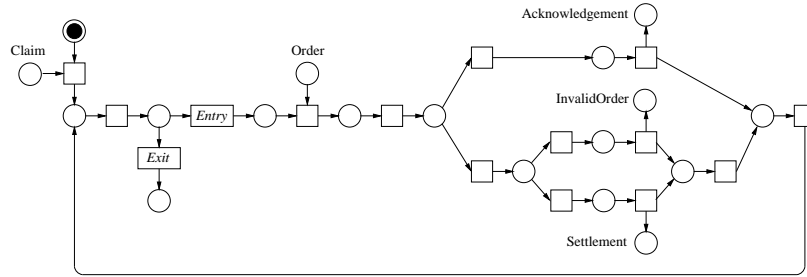 Acknowledgement
Claim
Order
InvalidOrder
Entry
Exit
Settlement